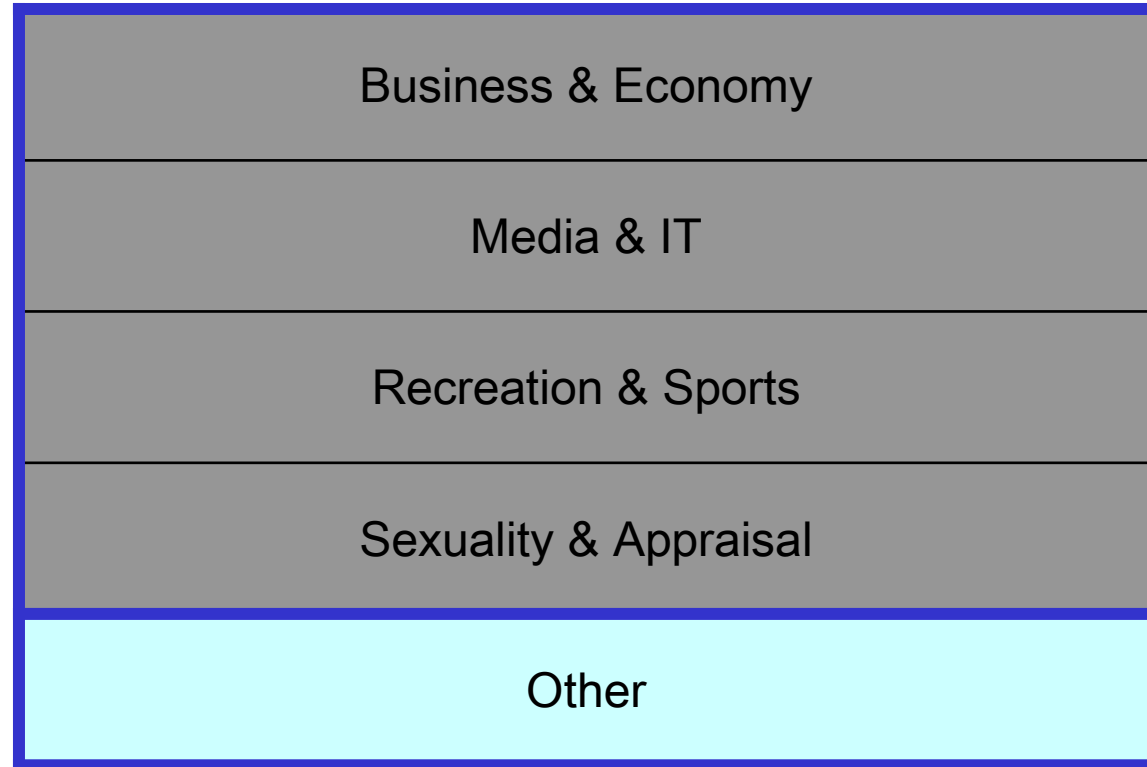 Business & Economy
Media & IT
Recreation & Sports
Sexuality & Appraisal
Other